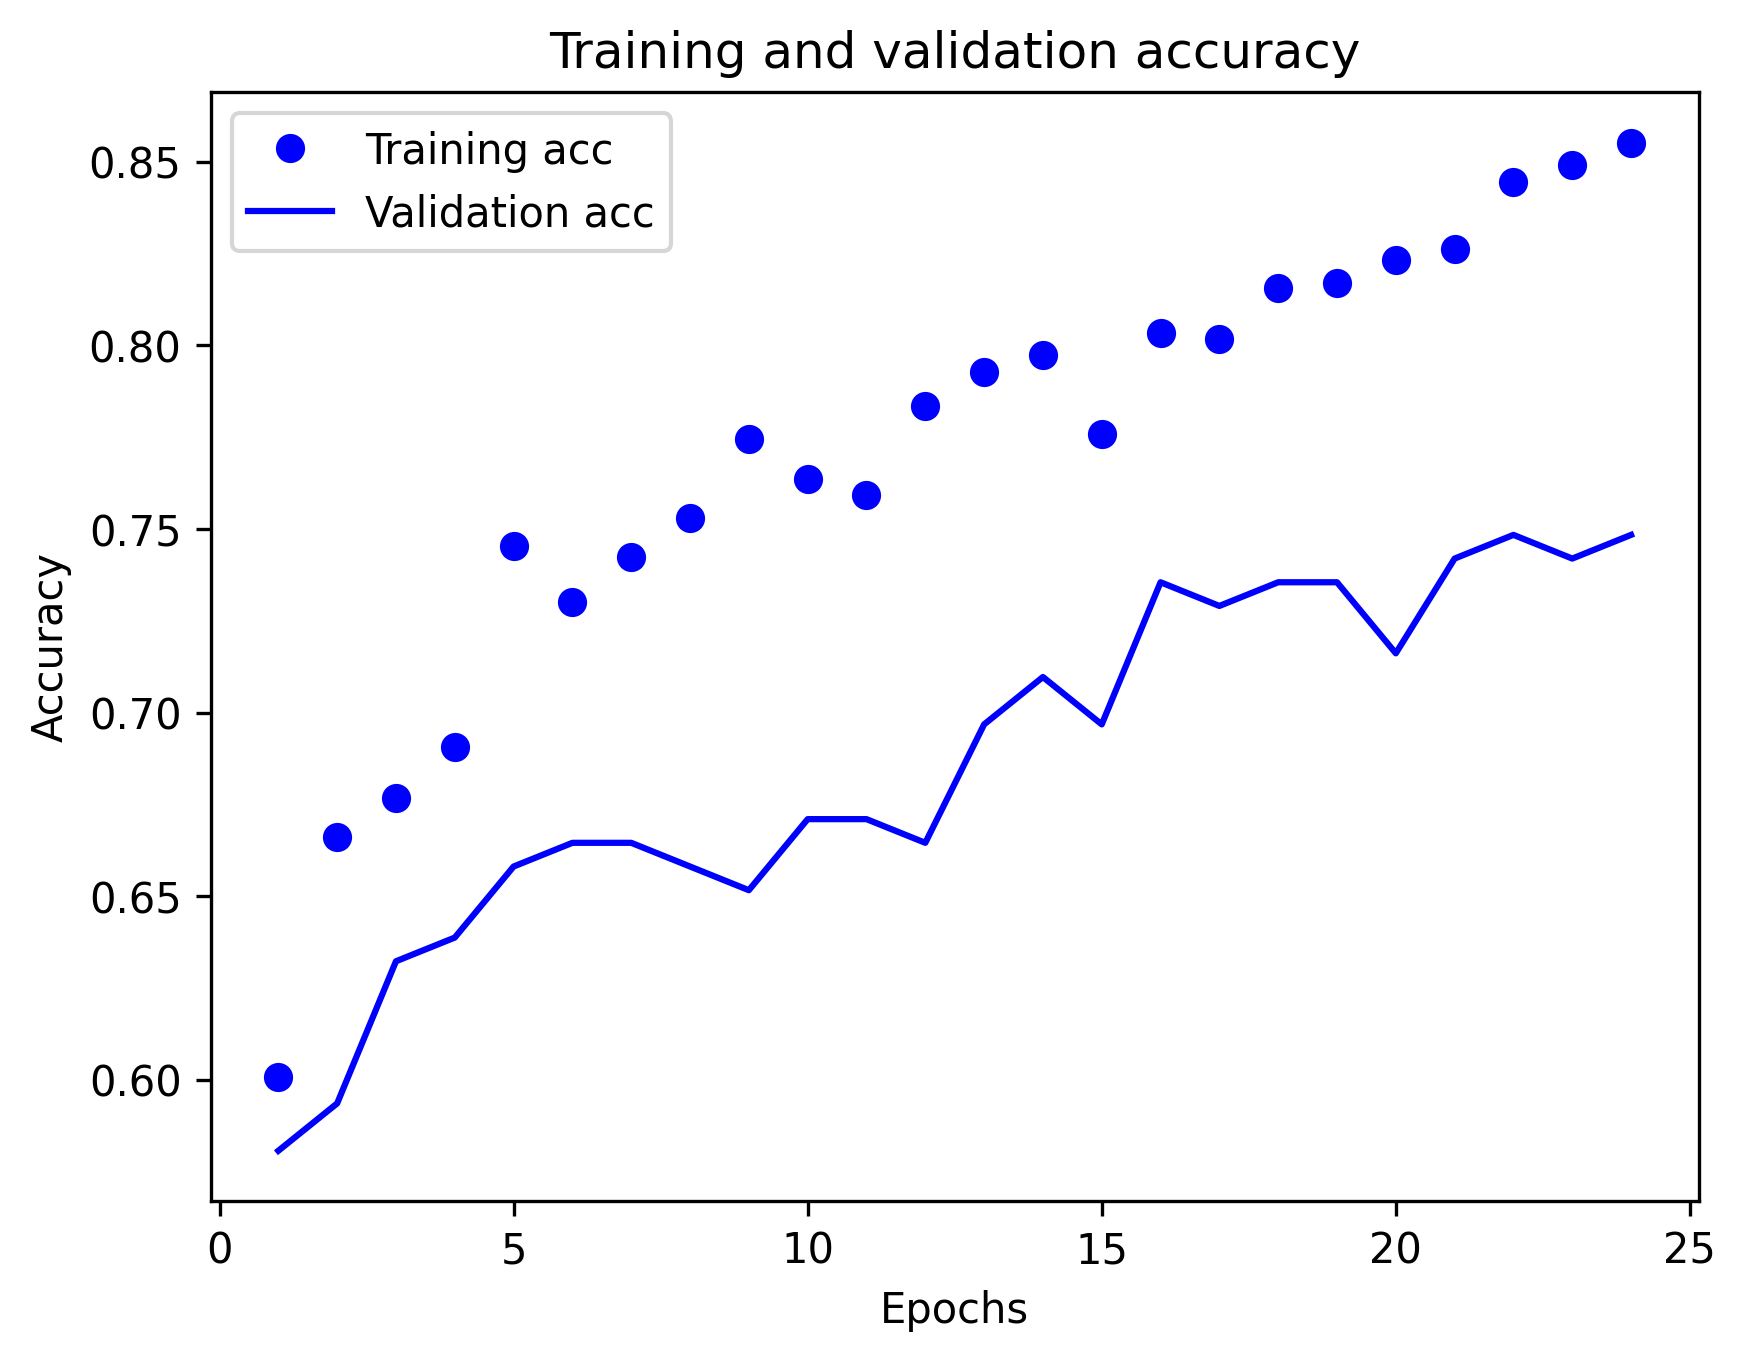 Training and validation accuracy
Training acc
Validation acc
0.85
0.80
0.75
0.70
0.65
0.60
Accuracy
0 5 10 15 20 25
Epochs